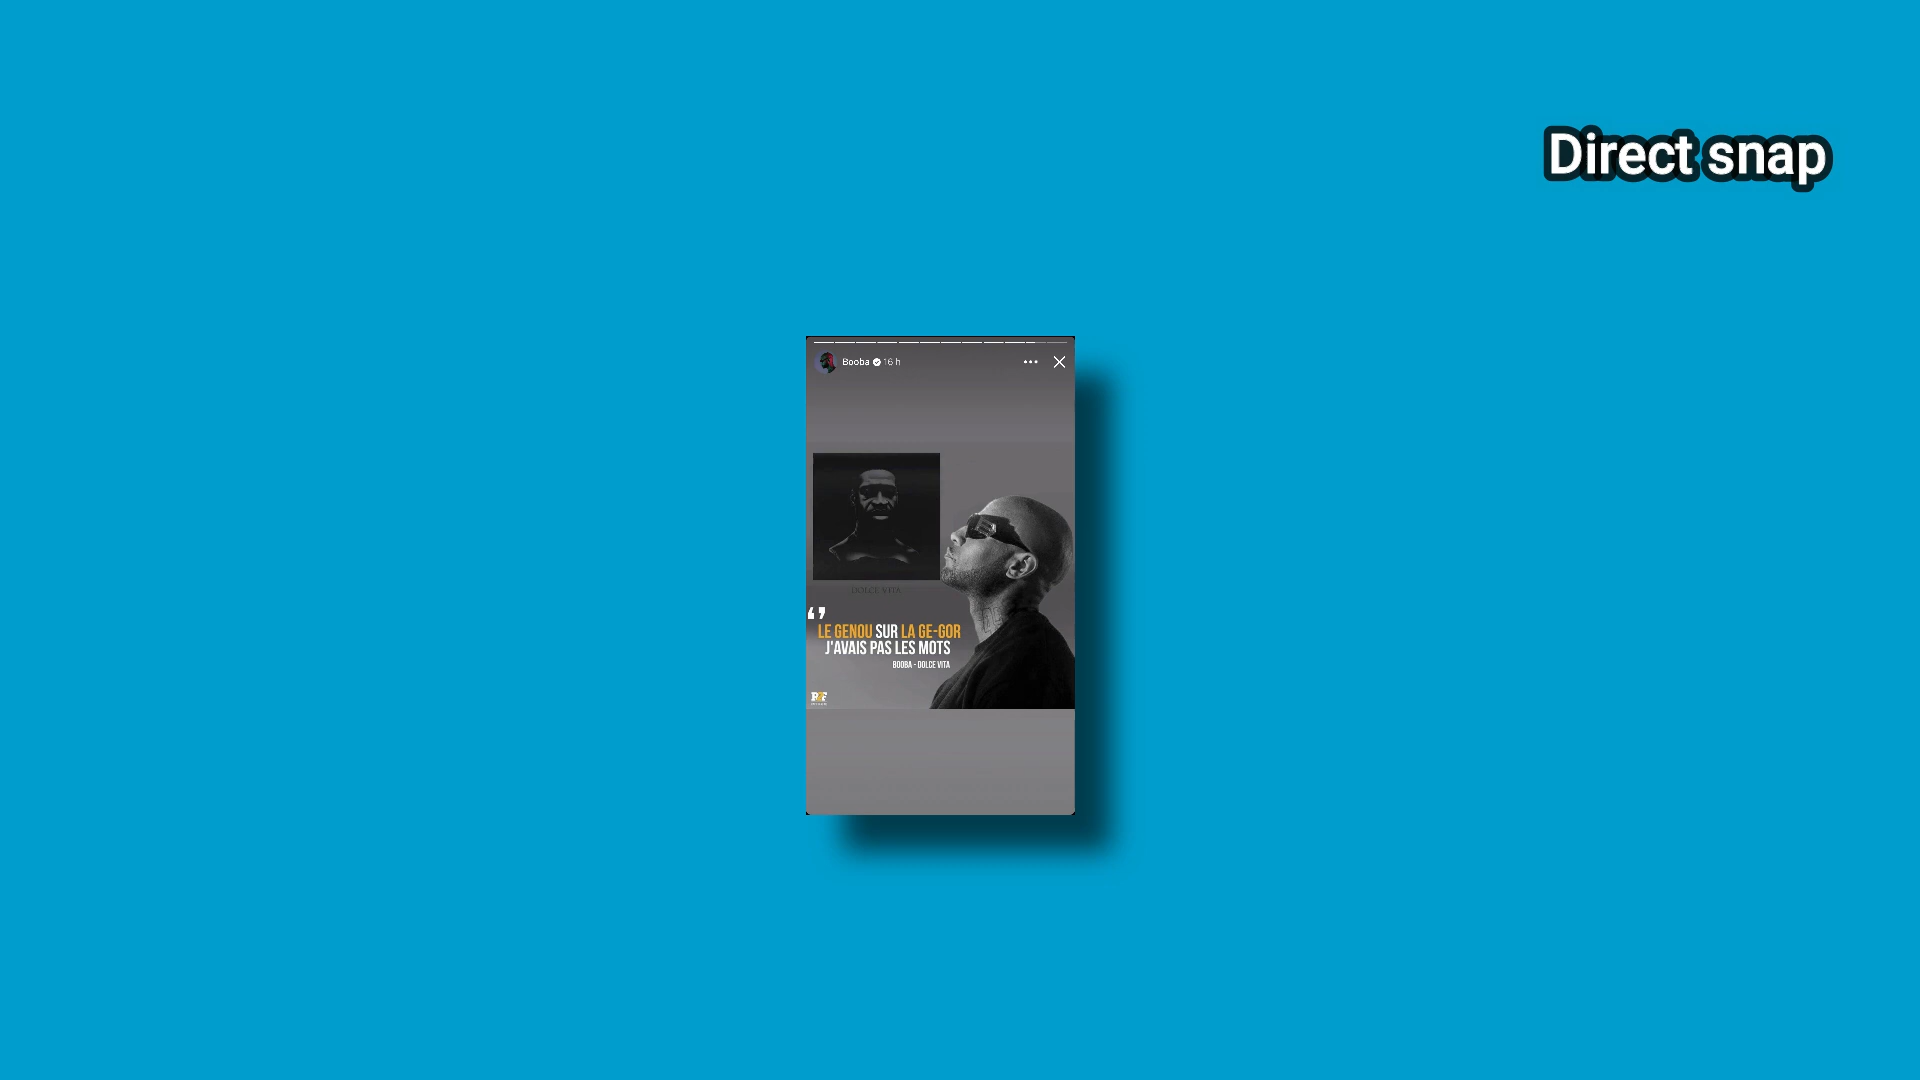 Direct snap
Booba 16 h
DOLCE VITA
LE GENOU SUR LA GE-GOR
J'AVAIS PAS LES MOTS
BOOBA - DOLCE VITA